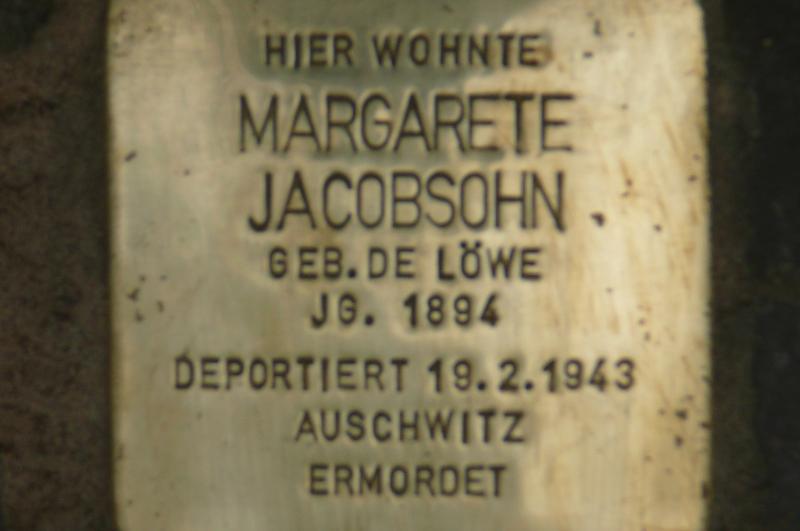 HIER WOHNTE
MARGARETE
JACOBSOHN
GEB. DE LÖWE
JG. 1894
DEPORTIERT 19.2.1943
AUSCHWITZ
ERMORDET